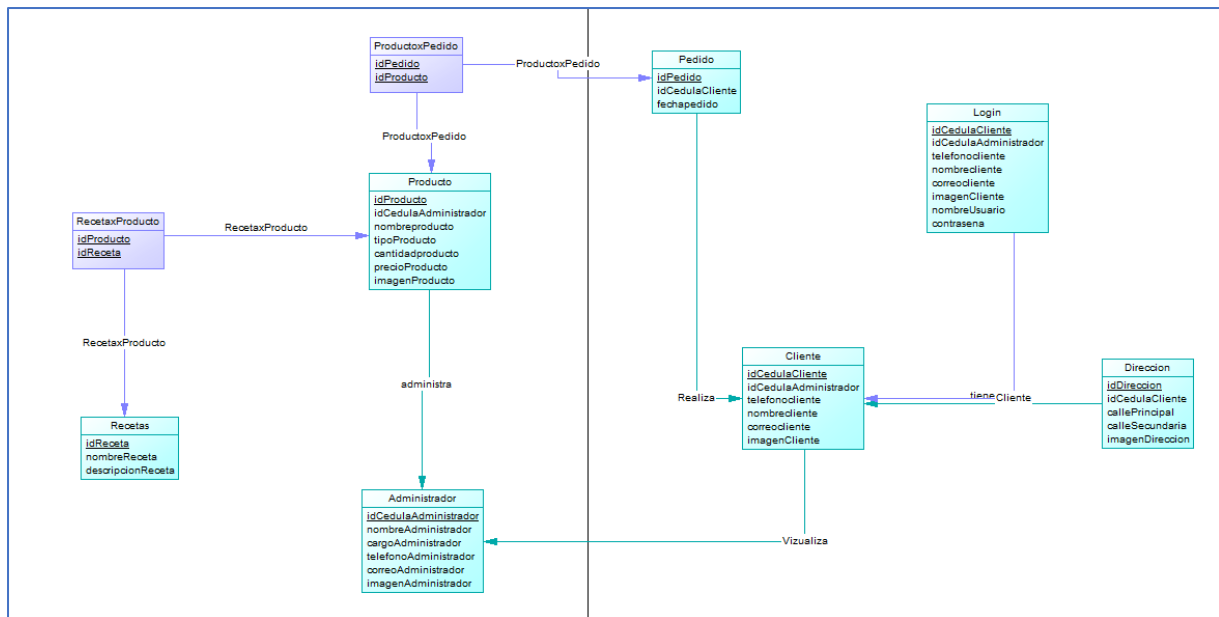 ProductoxPedido
idPedido
idProducto
ProductoxPedido
Pedido
idPedido
idCedulaCliente
fechapedido
Login
idCedulaCliente
idCedulaAdministrador
telefonocliente
nombrecliente
correocliente
imagenCliente
nombreUsuario
contrasena
ProductoxPedido
Producto
idProducto
idCedulaAdministrador
nombreproducto
tipoProducto
cantidadproducto
precioProducto
imagenProducto
RecetaxProducto
idProducto
idReceta
RecetaxProducto
RecetaxProducto
administra
Cliente
idCedulaCliente
idCedulaAdministrador
telefonocliente
nombrecliente
correocliente
imagenCliente
Realiza
tiene
Cliente
Direccion
idDireccion
idCedulaCliente
callePrincipal
calleSecundaria
imagenDireccion
Recetas
idReceta
nombreReceta
descripcionReceta
Administrador
idCedulaAdministrador
nombreAdministrador
cargoAdministrador
telefonoAdministrador
correoAdministrador
imagenAdministrador
Vizualiza